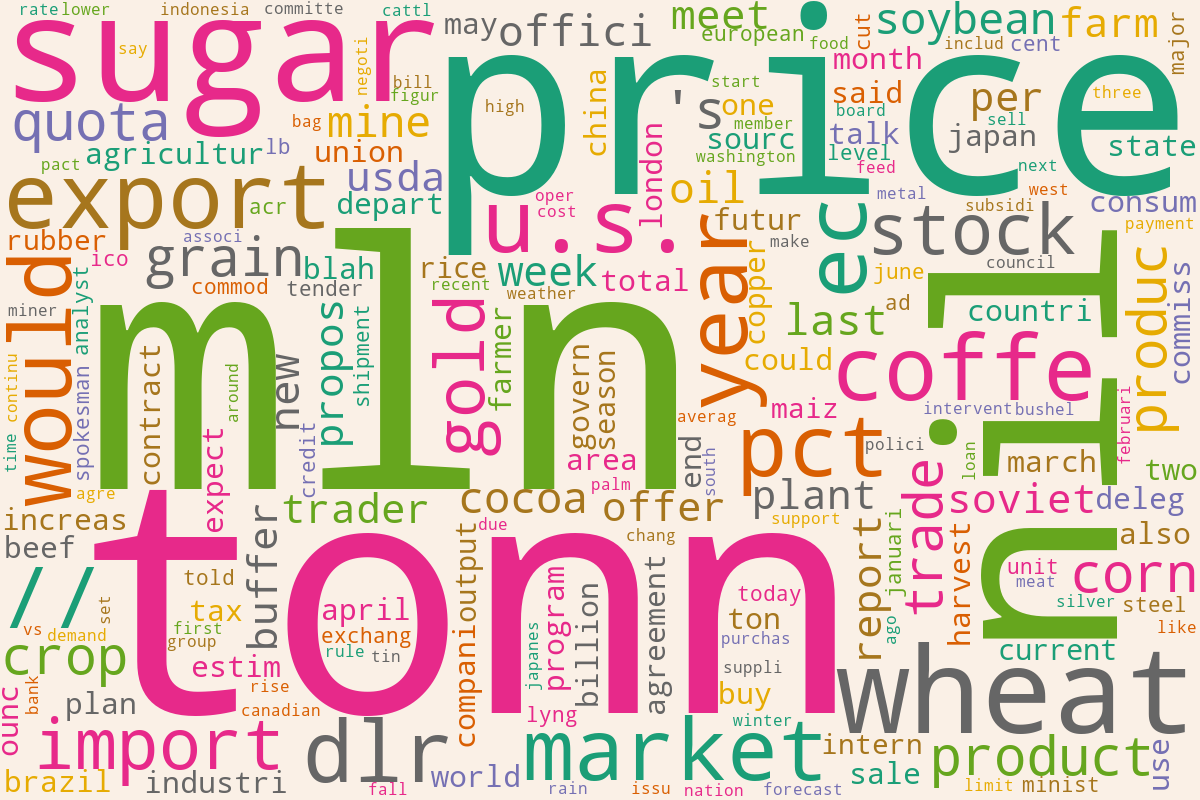 rate lower indonesia committe cattl
sugar
say
negoti
may offici
meet
european
food
cut
soybean farm
includ cent
major
bill
figur
price
high
china
's
start
one
member
sourc
washington
month
said
board
talk
level
feed
per
sell
japan
three
state
next
quota
bag
mine
agricultur lb
union
pact
usda
export
acr
depart
oper
cost
u.s.
london
oil
metal
west
subsidi
consum
payment
rubber
associ
ico
grain
commod
blah
tender
rice
recent
week
weather
total
futur
make
year
copper
ec
stock
council
june
ad
countri
produc
commiss
would
miner
analyst
mln
propos
shipment
gold
farmer
last
could
coffe
contract
around
new
govern
season
averag
maiz
intervent bushel
februari
time continu
spokesman
agre
expect
credit
area
palm
end
south
pct
polici
u.n.i
loan
march
two
trader
cocoa
offer
plant
support
trade
soviet
deleg
increas
beef
buffer
due
chang
report
januari
harvest
also
tonn
//
told
set
tax
vs
demand
first
group
april
exchang
rule
tin
output
compani
japanes
program
billion
agreement
today
ton
purchas
suppli
ago
unit
meat
corn
silver
steel
like
current
crop
estim
rise
canadian
bank
ounc
plan
buy
lyng
winter
wheat
import
dlr
market
intern
product
use
brazil
industri
world
sale
fall
rain
issu
nation
forecast
limit
minist